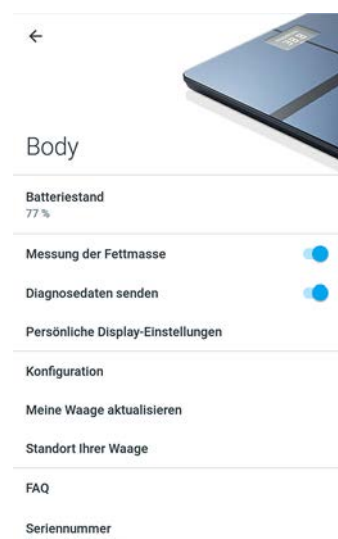 Body
Batteriestand
77 %
Messung der Fettmasse
Diagnosedaten senden
Persönliche Display-Einstellungen
Konfiguration
Meine Waage aktualisieren
Standort Ihrer Waage
FAQ
Seriennummer